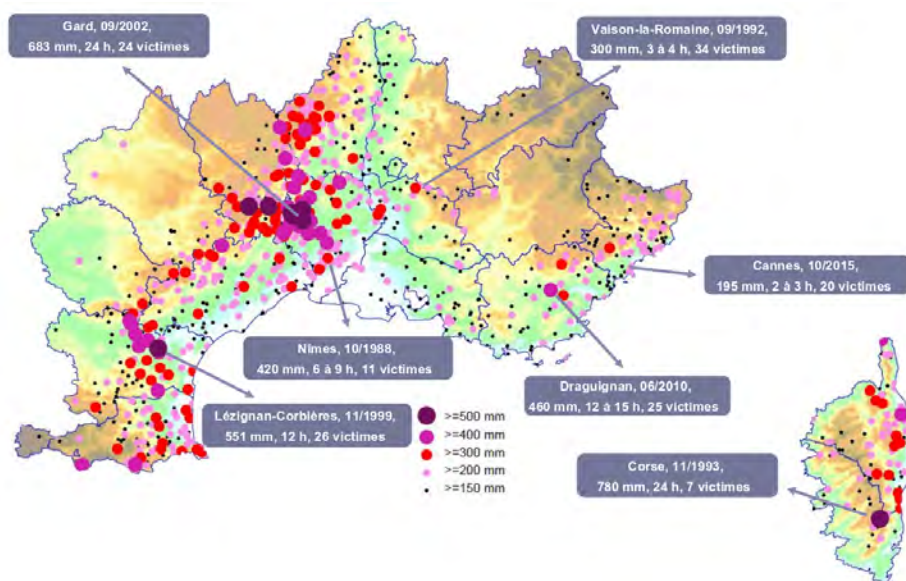 Gard, 09/2002,
683 mm, 24 h, 24 victimes
Vaison-la-Romaine, 09/1992,
300 mm, 3 à 4 h, 34 victimes
Cannes, 10/2015,
195 mm, 2 à 3 h, 20 victimes
Nîmes, 10/1988,
420 mm, 6 à 9 h, 11 victimes
Draguignan, 06/2010,
460 mm, 12 à 15 h, 25 victimes
Lézignan-Corbières, 11/1999,
551 mm, 12 h, 26 victimes
>=500 mm
>=400 mm
>=300 mm
>=200 mm
>=150 mm
Corse, 11/1993,
780 mm, 24 h, 7 victimes